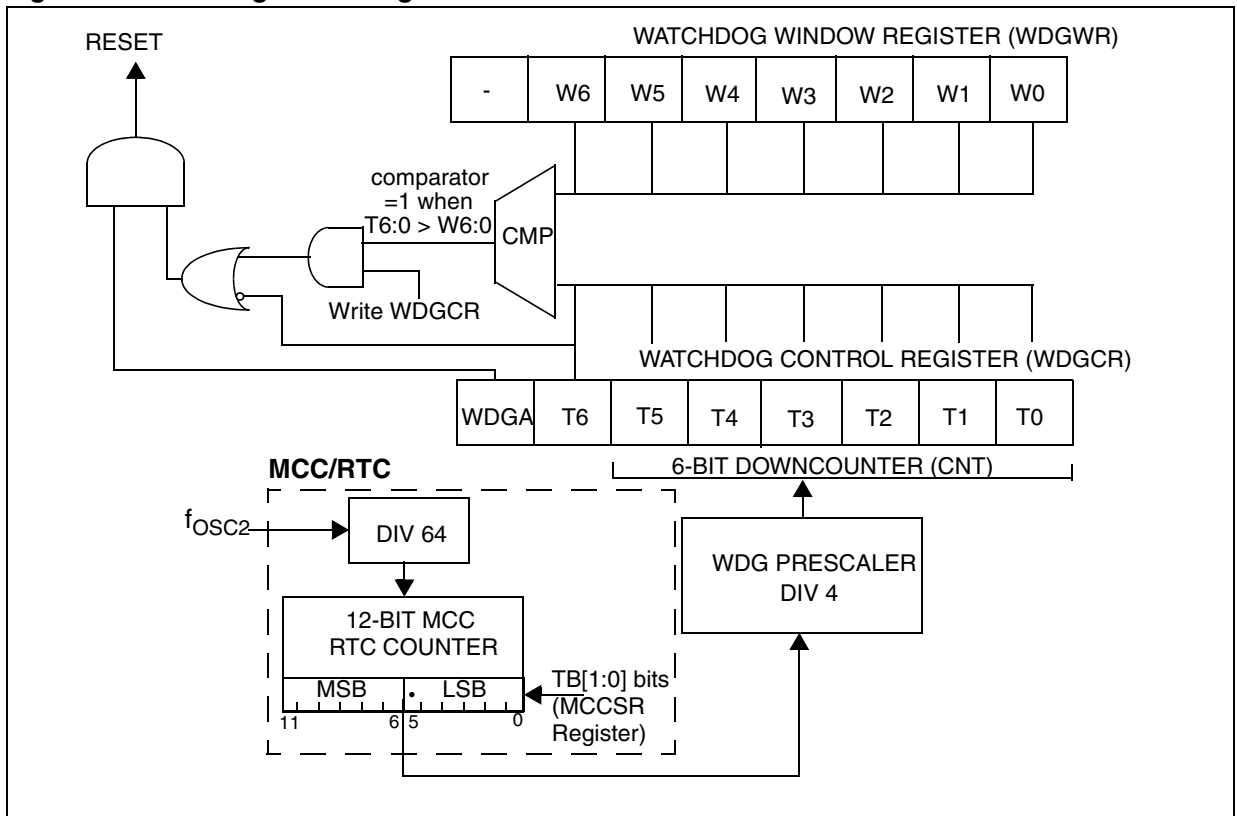 RESET
WATCHDOG WINDOW REGISTER (WDGWR)
- W6 W5 W4 W3 W2 W1 W0
comparator
=1 when
T6:0 > W6:0
CMP
Write WDGCR
WATCHDOG CONTROL REGISTER (WDGCR)
WDGA T6 T5 T4 T3 T2 T1 T0
6-BIT DOWNCOUNTER (CNT)
MCC/RTC
fOSC2
DIV 64
WDG PRESCALER
DIV 4
12-BIT MCC
RTC COUNTER
MSB LSB
11 6 5 0
TB[1:0] bits
(MCCSR
Register)